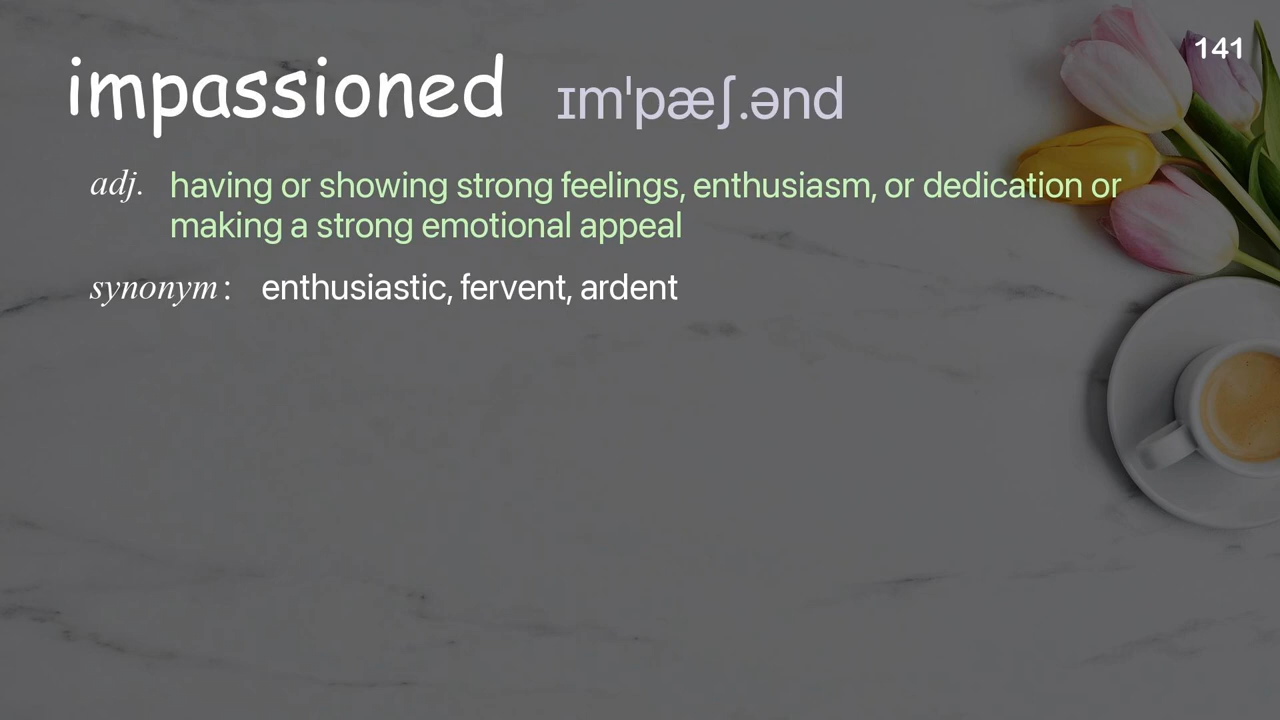 141
impassioned ɪmˈpæʃ.ənd
adj. having or showing strong feelings, enthusiasm, or dedication or
making a strong emotional appeal
synonym: enthusiastic, fervent, ardent